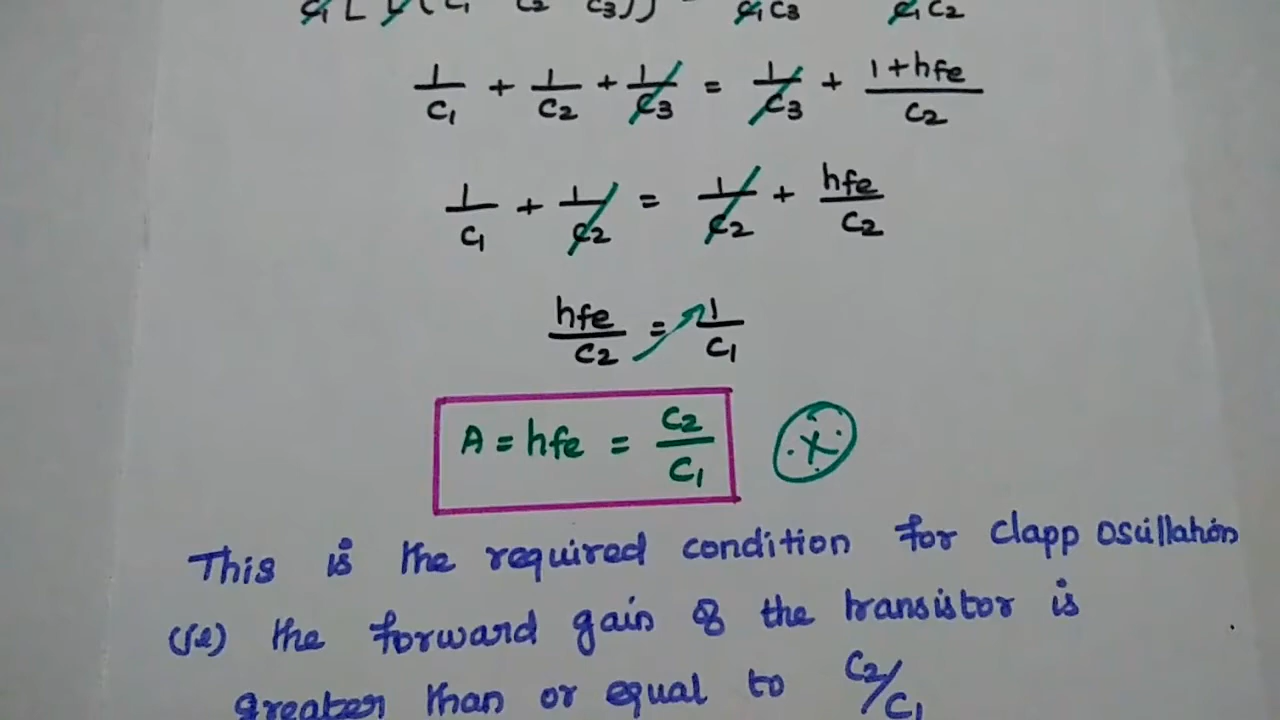 1/C1 + 1/C2 + 1/C3 = 1/C3 + 1+hfe/C2
1/C1 + 1/C2 = 1/C2 + hfe/C2
hfe/C2 = 1/C1
A = hfe = C2/C1
This is the required condition for clapp oscillation
(ie) the forward gain of the transistor is
greater than or equal to C2/C1